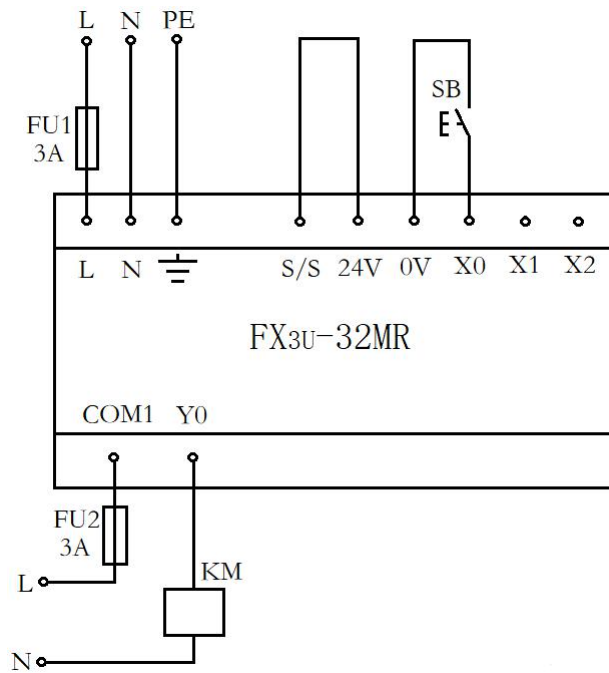 L N PE
SB
FU1
3A
L N S/S 24V 0V X0 X1 X2
FX3U-32MR
COM1 Y0
FU2
3A
KM
L
N